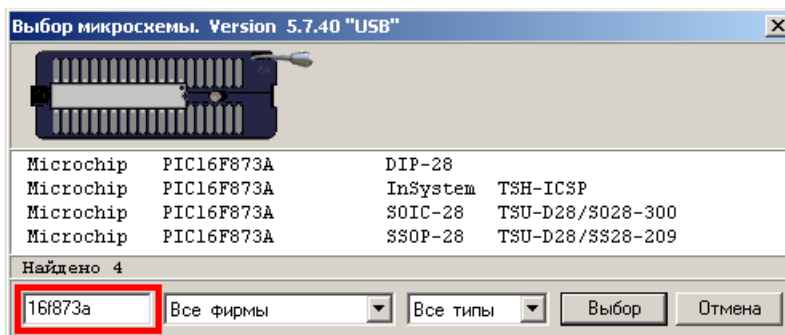 Выбор микросхемы. Version 5.7.40 "USB"
Microchip PIC16F873A DIP-28
Microchip PIC16F873A InSystem TSH-ICSP
Microchip PIC16F873A SOIC-28 TSU-D28/SO28-300
Microchip PIC16F873A SSOP-28 TSU-D28/SS28-209
Найдено 4
16f873a Все фирмы Все типы Выбор Отмена